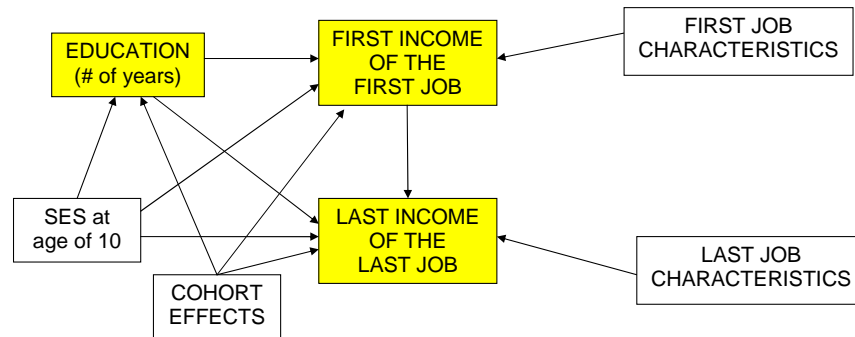 EDUCATION
(# of years)
FIRST INCOME
OF THE
FIRST JOB
FIRST JOB
CHARACTERISTICS
SES at
age of 10
LAST INCOME
OF THE
LAST JOB
LAST JOB
CHARACTERISTICS
COHORT
EFFECTS